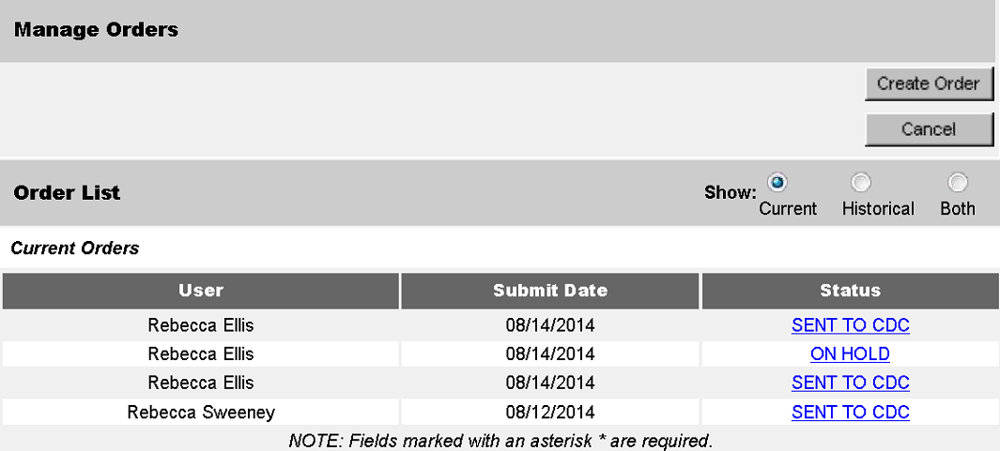 Manage Orders
Create Order
Cancel
Order List
Show:
Current Historical Both
Current Orders
User Submit Date Status
Rebecca Ellis 08/14/2014 SENT TO CDC
Rebecca Ellis 08/14/2014 ON HOLD
Rebecca Ellis 08/14/2014 SENT TO CDC
Rebecca Sweeney 08/12/2014 SENT TO CDC
NOTE: Fields marked with an asterisk * are required.